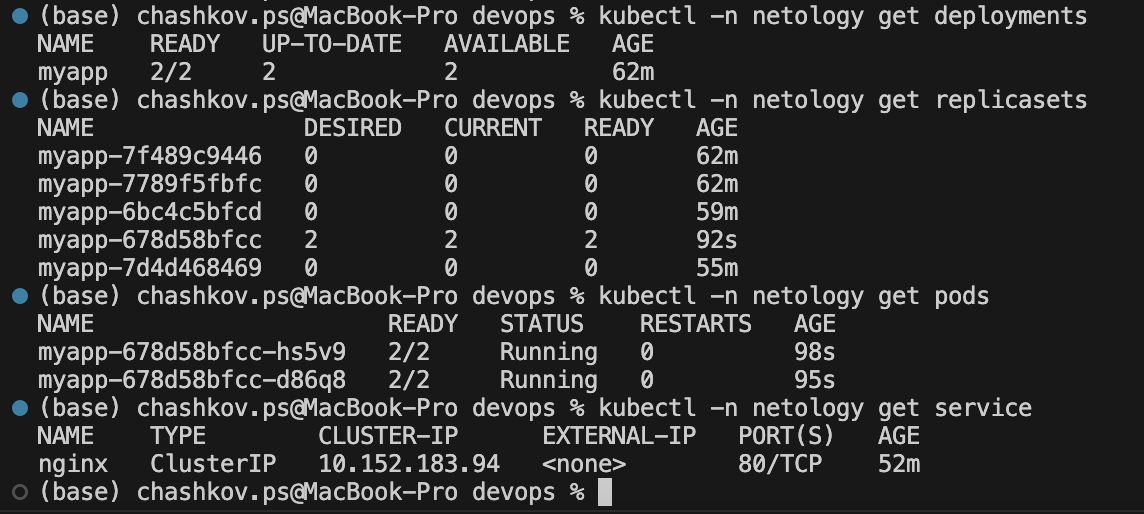 (base) chashkov.ps@MacBook-Pro devops % kubectl -n netology get deployments
NAME READY UP-TO-DATE AVAILABLE AGE
myapp 2/2 2 2 62m
(base) chashkov.ps@MacBook-Pro devops % kubectl -n netology get replicasets
NAME DESIRED CURRENT READY AGE
myapp-7f489c9446 0 0 0 62m
myapp-7789f5fbfc 0 0 0 62m
myapp-6bc4c5bfcd 0 0 0 59m
myapp-678d58bfcc 2 2 2 92s
myapp-7d4d468469 0 0 0 55m
(base) chashkov.ps@MacBook-Pro devops % kubectl -n netology get pods
NAME READY STATUS RESTARTS AGE
myapp-678d58bfcc-hs5v9 2/2 Running 0 98s
myapp-678d58bfcc-d86q8 2/2 Running 0 95s
(base) chashkov.ps@MacBook-Pro devops % kubectl -n netology get service
NAME TYPE CLUSTER-IP EXTERNAL-IP PORT(S) AGE
nginx ClusterIP 10.152.183.94 <none> 80/TCP 52m
(base) chashkov.ps@MacBook-Pro devops %